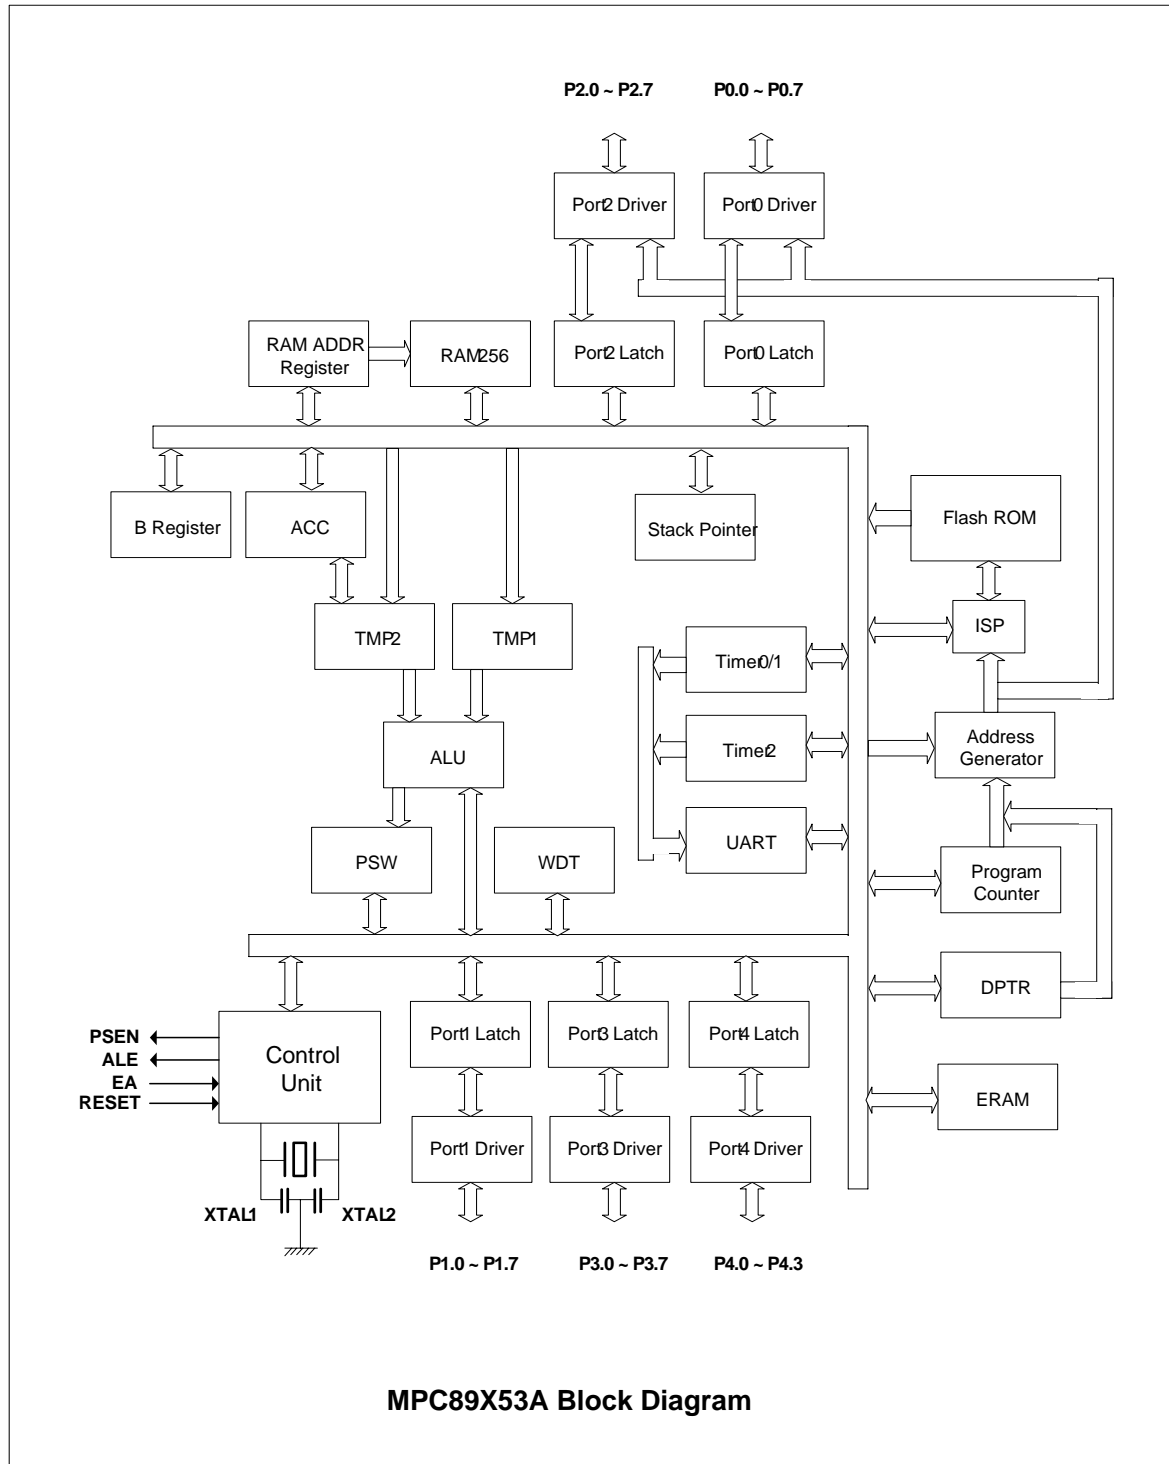 P2.0 ~ P2.7
P0.0 ~ P0.7
Port2 Driver
Port0 Driver
RAM ADDR
Register
RAM256
Port2 Latch
Port0 Latch
B Register
ACC
Stack Pointer
Flash ROM
TMP2
TMP1
ISP
Timer0/1
ALU
Timer2
Address
Generator
PSW
WDT
UART
Program
Counter
DPTR
PSEN
ALE
EA
RESET
Control
Unit
Port1 Latch
Port3 Latch
Port4 Latch
ERAM
Port1 Driver
Port3 Driver
Port4 Driver
XTAL1
XTAL2
P1.0 ~ P1.7
P3.0 ~ P3.7
P4.0 ~ P4.3
MPC89X53A Block Diagram